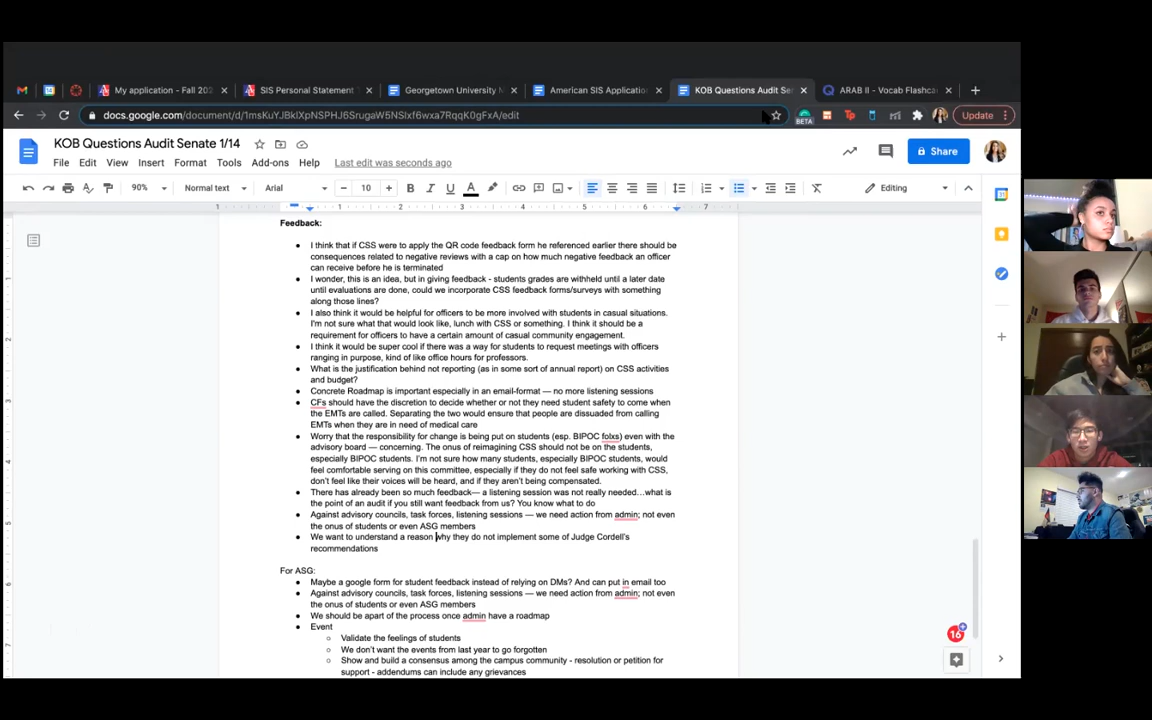 My application - Fall 202
SIS Personal Statement
Georgetown University M
American SIS Application
KOB Questions Audit Se
ARAB II - Vocab Flashca
docs.google.com/document/d/1msKuYJBklXpNSPHJ6SrugaW5NSlxf6wxa7RqqK0gFxA/edit
BETA
Update
KOB Questions Audit Senate 1/14
File Edit View Insert Format Tools Add-ons Help Last edit was seconds ago
Share
90% Normal text Arial 10 Editing
1 1 2 3 4 5 6 7
Feedback:
I think that if CSS were to apply the QR code feedback form he referenced earlier there should be
consequences related to negative reviews with a cap on how much negative feedback an officer
can receive before he is terminated
I wonder, this is an idea, but in giving feedback - students grades are withheld until a later date
until evaluations are done, could we incorporate CSS feedback forms/surveys with something
along those lines?
I also think it would be helpful for officers to be more involved with students in casual situations.
I'm not sure what that would look like, lunch with CSS or something. I think it should be a
requirement for officers to have a certain amount of casual community engagement.
I think it would be super cool if there was a way for students to request meetings with officers
ranging in purpose, kind of like office hours for professors.
What is the justification behind not reporting (as in some sort of annual report) on CSS activities
and budget?
Concrete Roadmap is important especially in an email-format — no more listening sessions
CFs should have the discretion to decide whether or not they need student safety to come when
the EMTs are called. Separating the two would ensure that people are dissuaded from calling
EMTs when they are in need of medical care
Worry that the responsibility for change is being put on students (esp. BIPOC folxs) even with the
advisory board — concerning. The onus of reimagining CSS should not be on the students,
especially BIPOC students. I'm not sure how many students, especially BIPOC students, would
feel comfortable serving on this committee, especially if they do not feel safe working with CSS,
don't feel like their voices will be heard, and if they aren't being compensated.
There has already been so much feedback— a listening session was not really needed…what is
the point of an audit if you still want feedback from us? You know what to do
Against advisory councils, task forces, listening sessions — we need action from admin; not even
the onus of students or even ASG members
We want to understand a reason why they do not implement some of Judge Cordell's
recommendations
For ASG:
Maybe a google form for student feedback instead of relying on DMs? And can put in email too
Against advisory councils, task forces, listening sessions — we need action from admin; not even
the onus of students or even ASG members
We should be apart of the process once admin have a roadmap
Event
Validate the feelings of students
We don't want the events from last year to go forgotten
Show and build a consensus among the campus community - resolution or petition for
support - addendums can include any grievances
16